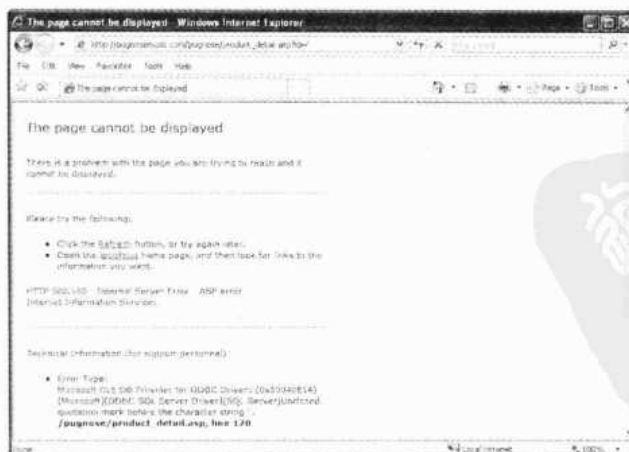 The page cannot be displayed - Windows Internet Explorer
File Edit View Favorites Tools Help
The page cannot be displayed
Page Tools
The page cannot be displayed
There is a problem with the page you are trying to reach and it
cannot be displayed.
Please try the following:
Click the Refresh button, or try again later.
Open the home page, and then look for links to the
information you want.
HTTP 500.100 - Internal Server Error - ASP error
Internet Information Services
Technical Information (for support personnel)
Error Type:
Microsoft OLE DB Provider for ODBC Drivers (0x80040E14)
[Microsoft][ODBC SQL Server Driver][SQL Server]Unclosed
quotation mark before the character string ''.
/pugnose/product_detail.asp, line 170
Done
Local intranet
100%